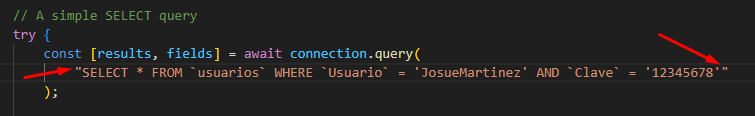 // A simple SELECT query
try {
const [results, fields] = await connection.query(
"SELECT * FROM `usuarios` WHERE `Usuario` = 'JosueMartinez' AND `Clave` = '12345678'"
);